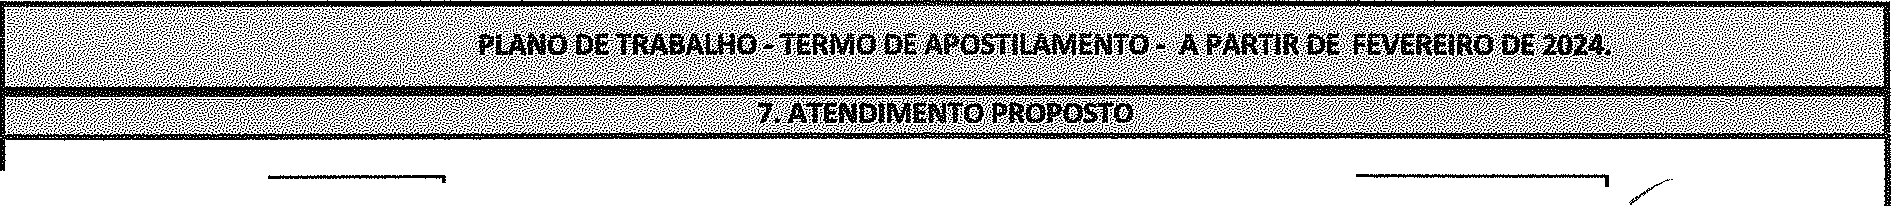 PLANO DE TRABALHO - TERMO DE APOSTILAMENTO - A PARTIR DE FEVEREIRO DE 2024.
7. ATENDIMENTO PROPOSTO